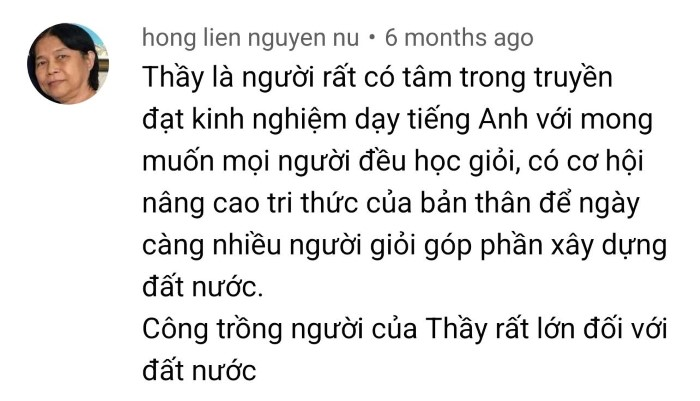 hong lien nguyen nu • 6 months ago
Thầy là người rất có tâm trong truyền
đạt kinh nghiệm dạy tiếng Anh với mong
muốn mọi người đều học giỏi, có cơ hội
nâng cao tri thức của bản thân để ngày
càng nhiều người giỏi góp phần xây dựng
đất nước.
Công trồng người của Thầy rất lớn đối với
đất nước